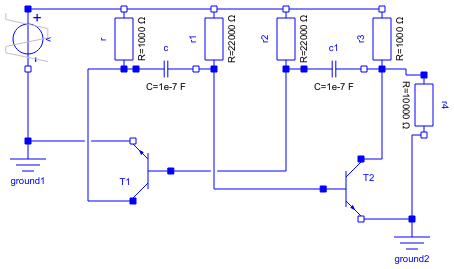 +
v
-
r
R=1000 Ω
r1
R=22000 Ω
r2
R=22000 Ω
r3
R=1000 Ω
c
C=1e-7 F
c1
C=1e-7 F
r4
R=10000 Ω
T1
T2
ground1
ground2